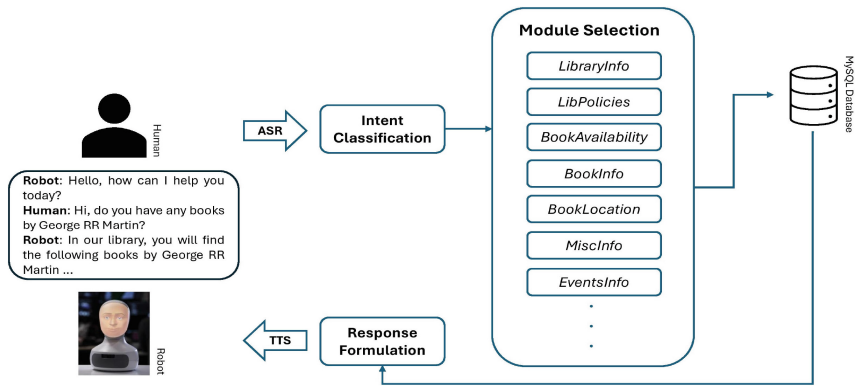 Human
Robot: Hello, how can I help you
today?
Human: Hi, do you have any books
by George RR Martin?
Robot: In our library, you will find
the following books by George RR
Martin ...
Robot
ASR
Intent
Classification
Module Selection
LibraryInfo
LibPolicies
BookAvailability
BookInfo
BookLocation
MiscInfo
EventsInfo
MySQL Database
Response
Formulation
TTS